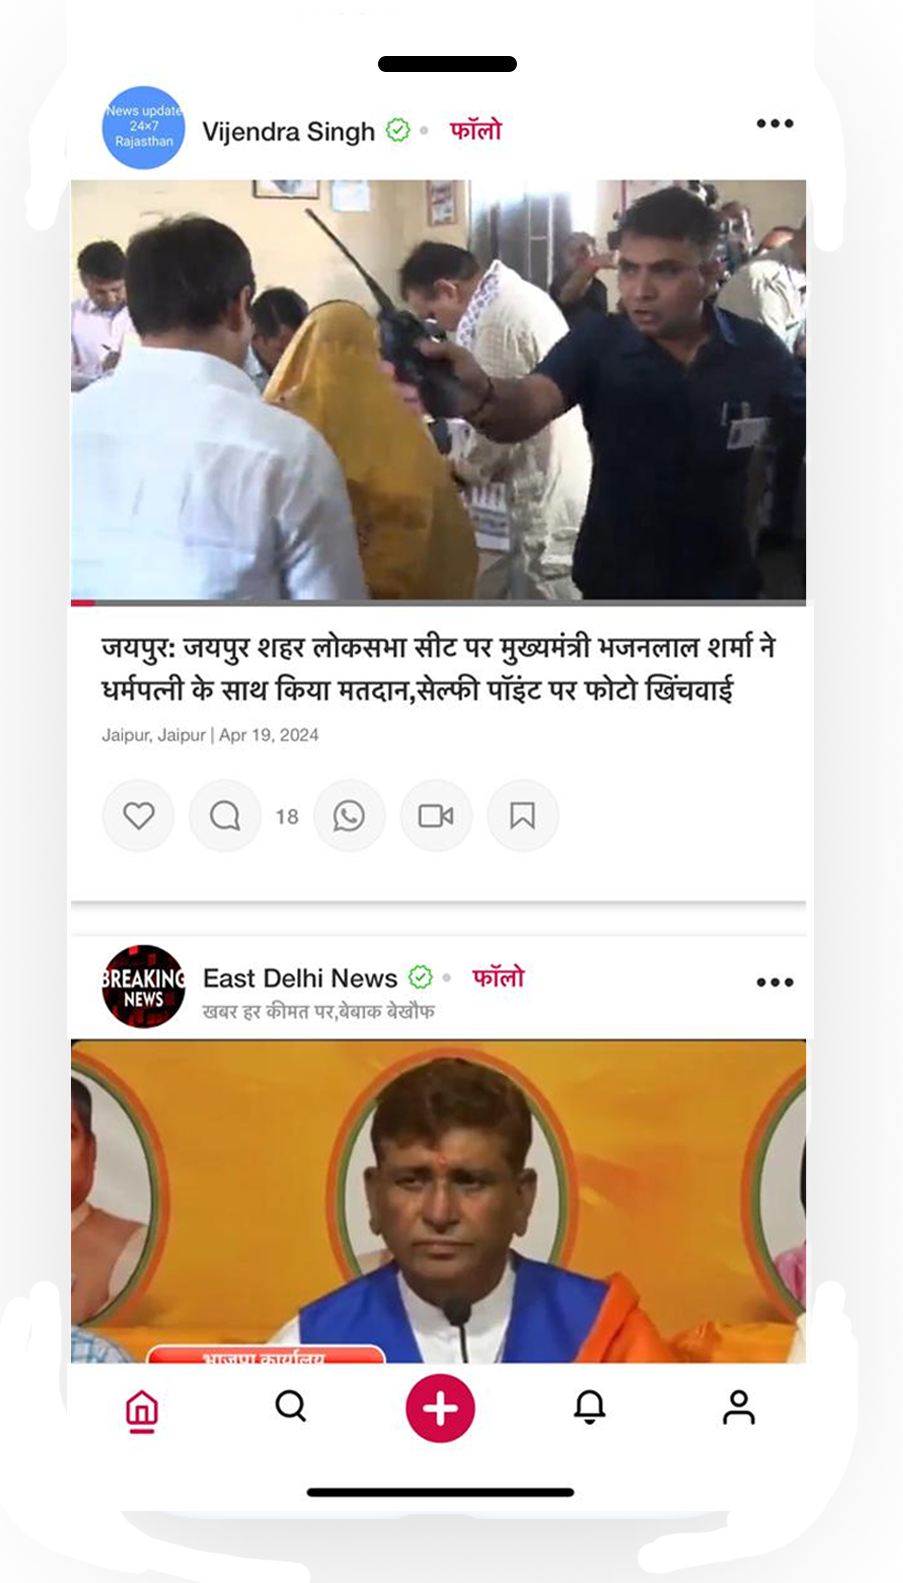 News update
24×7
Rajasthan
Vijendra Singh
फॉलो
जयपुर: जयपुर शहर लोकसभा सीट पर मुख्यमंत्री भजनलाल शर्मा ने
धर्मपत्नी के साथ किया मतदान,सेल्फी पॉइंट पर फोटो खिंचवाई
Jaipur, Jaipur | Apr 19, 2024
18
BREAKING
NEWS
East Delhi News
फॉलो
खबर हर कीमत पर,बेबाक बेखौफ
भाजपा कार्यालय